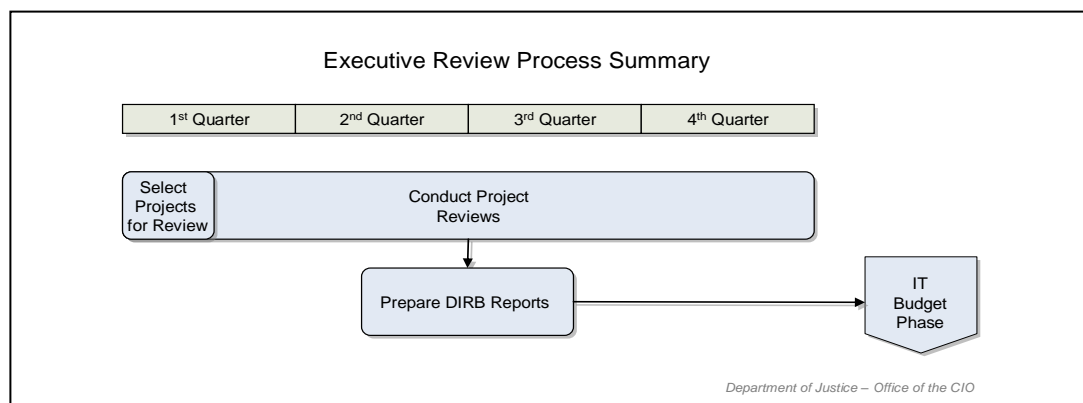 Executive Review Process Summary
1st Quarter
2nd Quarter
3rd Quarter
4th Quarter
Select
Projects
for Review
Conduct Project
Reviews
Prepare DIRB Reports
IT
Budget
Phase
Department of Justice – Office of the CIO